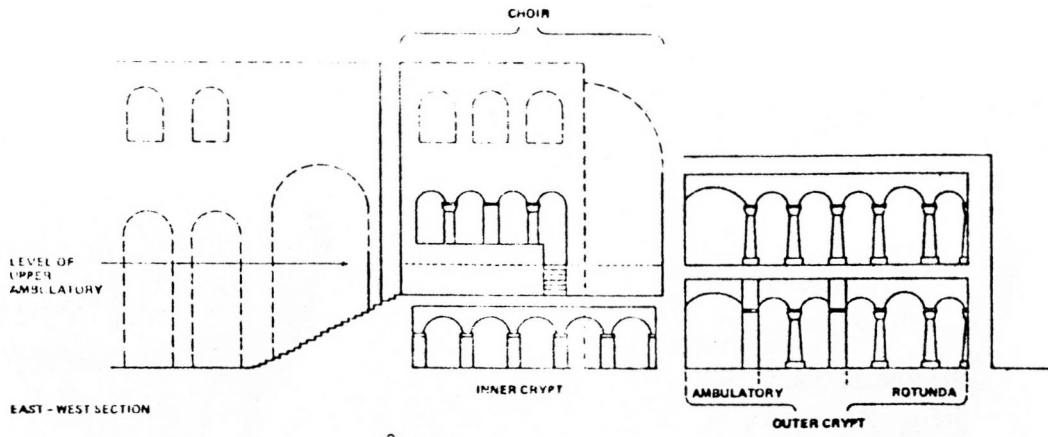 CHOIR
LEVEL OF
UPPER
AMBULATORY
INNER CRYPT
AMBULATORY
ROTUNDA
EAST - WEST SECTION
OUTER CRYPT